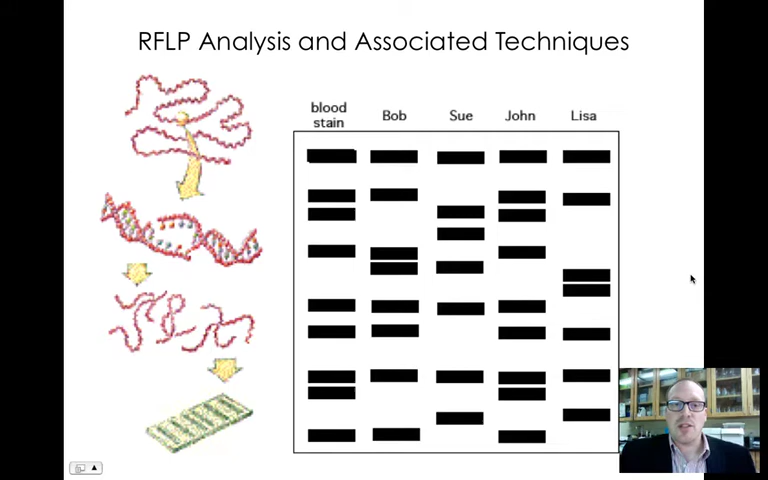 RFLP Analysis and Associated Techniques
blood
stain
Bob
Sue
John
Lisa